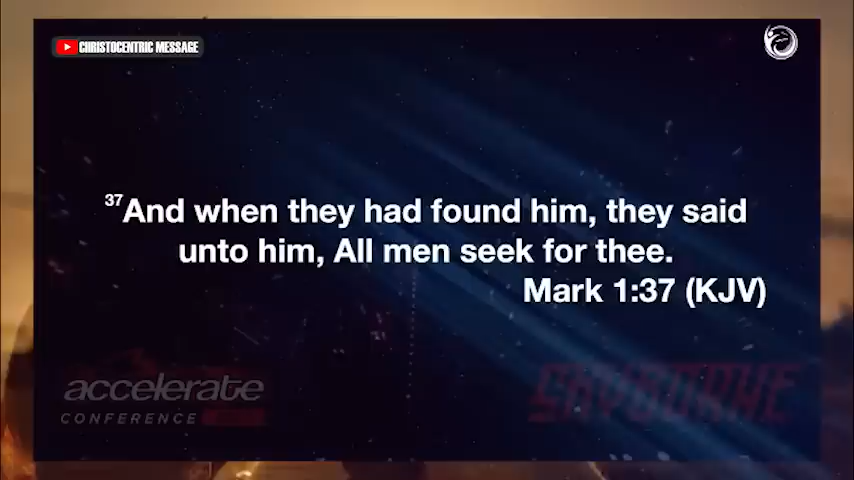 CHRISTOCENTRIC MESSAGE
37And when they had found him, they said
unto him, All men seek for thee.
Mark 1:37 (KJV)
accelerate
CONFERENCE